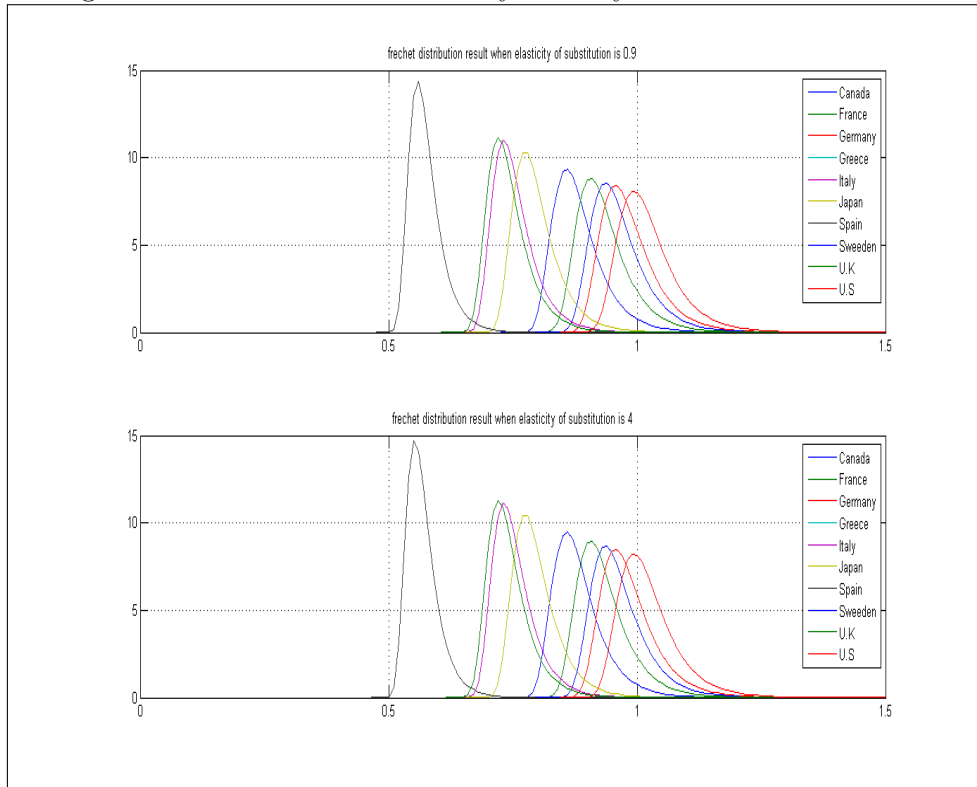 frechet distribution result when elasticity of substitution is 0.9
15
10
5
0
0
0.5
1
1.5
Canada
France
Germany
Greece
Italy
Japan
Spain
Sweeden
U.K
U.S
frechet distribution result when elasticity of substitution is 4
15
10
5
0
0
0.5
1
1.5
Canada
France
Germany
Greece
Italy
Japan
Spain
Sweeden
U.K
U.S